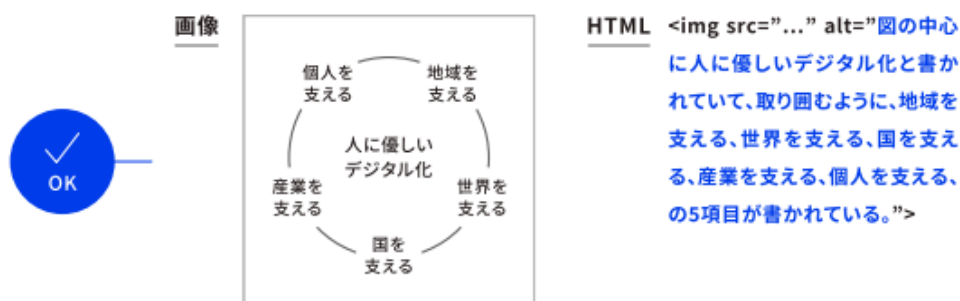 OK
画像
個人を
支える
地域を
支える
人に優しい
デジタル化
産業を
支える
世界を
支える
国を
支える
HTML
<img src=”...” alt=”図の中心
に人に優しいデジタル化と書か
れていて、取り囲むように、地域を
支える、世界を支える、国を支え
る、産業を支える、個人を支える、
の5項目が書かれている。”>